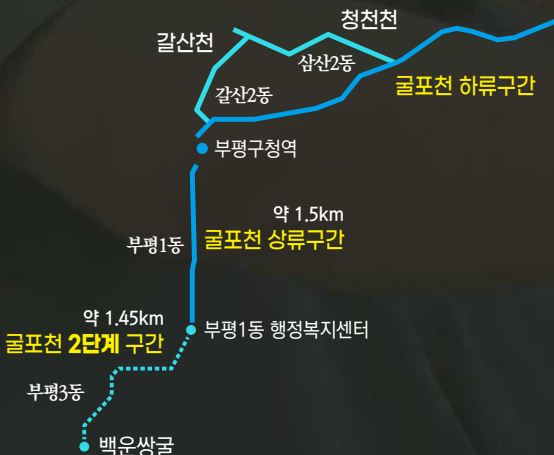 청천천
갈산천
삼산2동
굴포천 하류구간
갈산2동
부평구청역
약 1.5km
부평1동
굴포천 상류구간
약 1.45km
부평1동 행정복지센터
굴포천 2단계 구간
부평3동
백운쌍굴